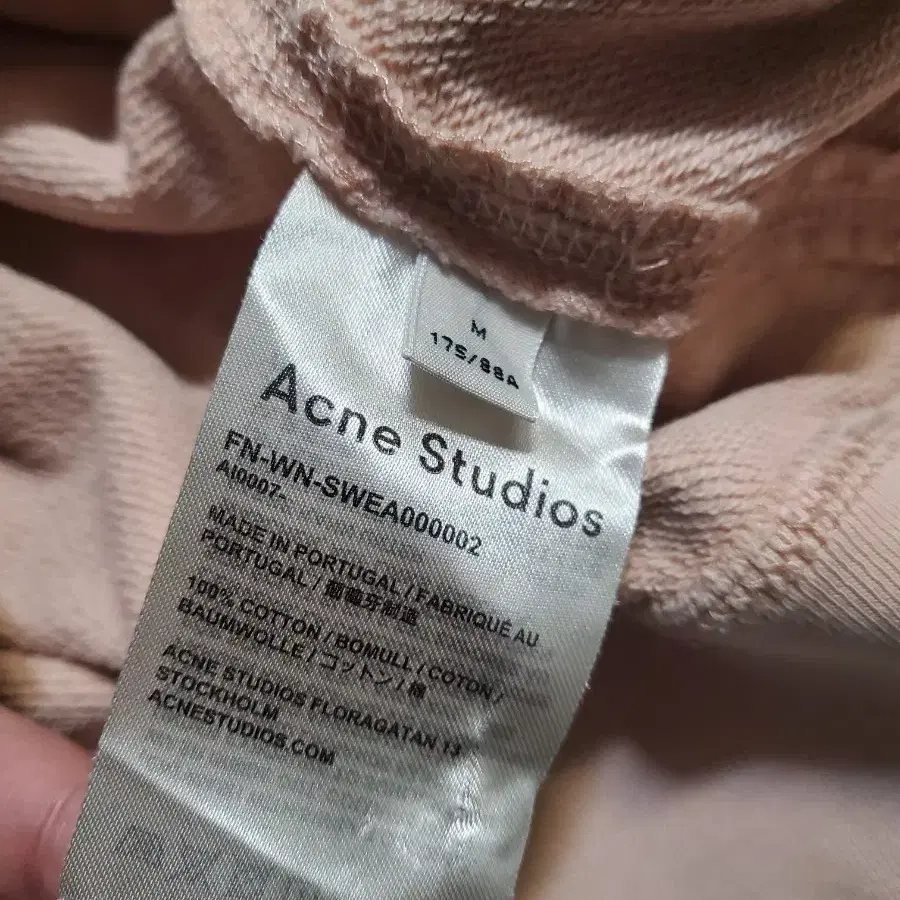 M
175/88A
Acne Studios
FN-WN-SWEA000002
AI0007-
MADE IN PORTUGAL / FABRIQUÉ AU
PORTUGAL / 葡萄牙制造
100% COTTON / BOMULL / COTON /
BAUMWOLLE / コットン / 棉
ACNE STUDIOS FLORAGATAN 13
STOCKHOLM
ACNESTUDIOS.COM